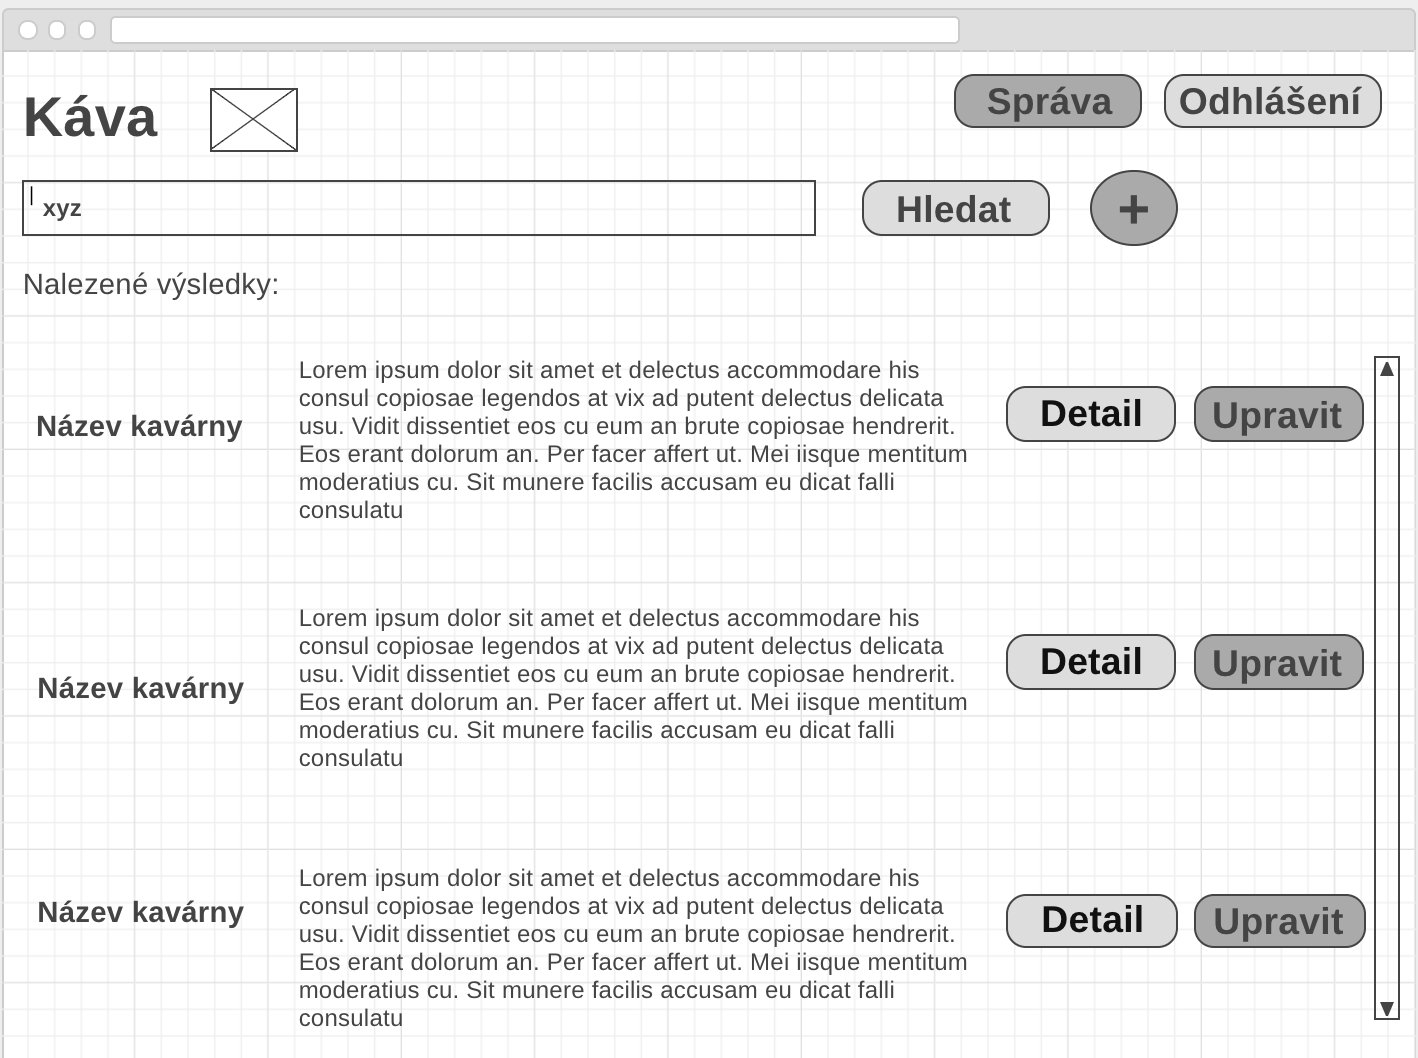 Káva
Správa
Odhlášení
xyz
Hledat
+
Nalezené výsledky:
Název kavárny
Lorem ipsum dolor sit amet et delectus accommodare his
consul copiosae legendos at vix ad putent delectus delicata
usu. Vidit dissentiet eos cu eum an brute copiosae hendrerit.
Eos erant dolorum an. Per facer affert ut. Mei iisque mentitum
moderatius cu. Sit munere facilis accusam eu dicat falli
consulatu
Detail
Upravit
Název kavárny
Lorem ipsum dolor sit amet et delectus accommodare his
consul copiosae legendos at vix ad putent delectus delicata
usu. Vidit dissentiet eos cu eum an brute copiosae hendrerit.
Eos erant dolorum an. Per facer affert ut. Mei iisque mentitum
moderatius cu. Sit munere facilis accusam eu dicat falli
consulatu
Detail
Upravit
Název kavárny
Lorem ipsum dolor sit amet et delectus accommodare his
consul copiosae legendos at vix ad putent delectus delicata
usu. Vidit dissentiet eos cu eum an brute copiosae hendrerit.
Eos erant dolorum an. Per facer affert ut. Mei iisque mentitum
moderatius cu. Sit munere facilis accusam eu dicat falli
consulatu
Detail
Upravit